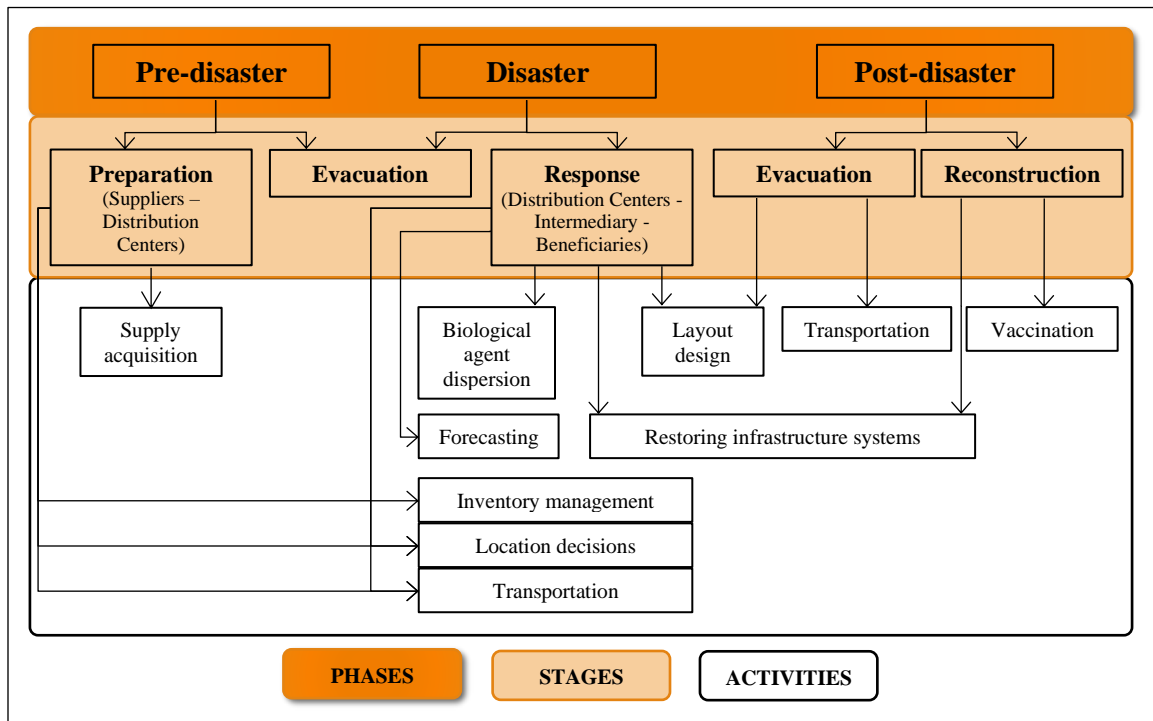 Pre-disaster
Disaster
Post-disaster
Preparation
(Suppliers –
Distribution
Centers)
Evacuation
Response
(Distribution Centers -
Intermediary -
Beneficiaries)
Evacuation
Reconstruction
Supply
acquisition
Biological
agent
dispersion
Layout
design
Transportation
Vaccination
Forecasting
Restoring infrastructure systems
Inventory management
Location decisions
Transportation
PHASES
STAGES
ACTIVITIES